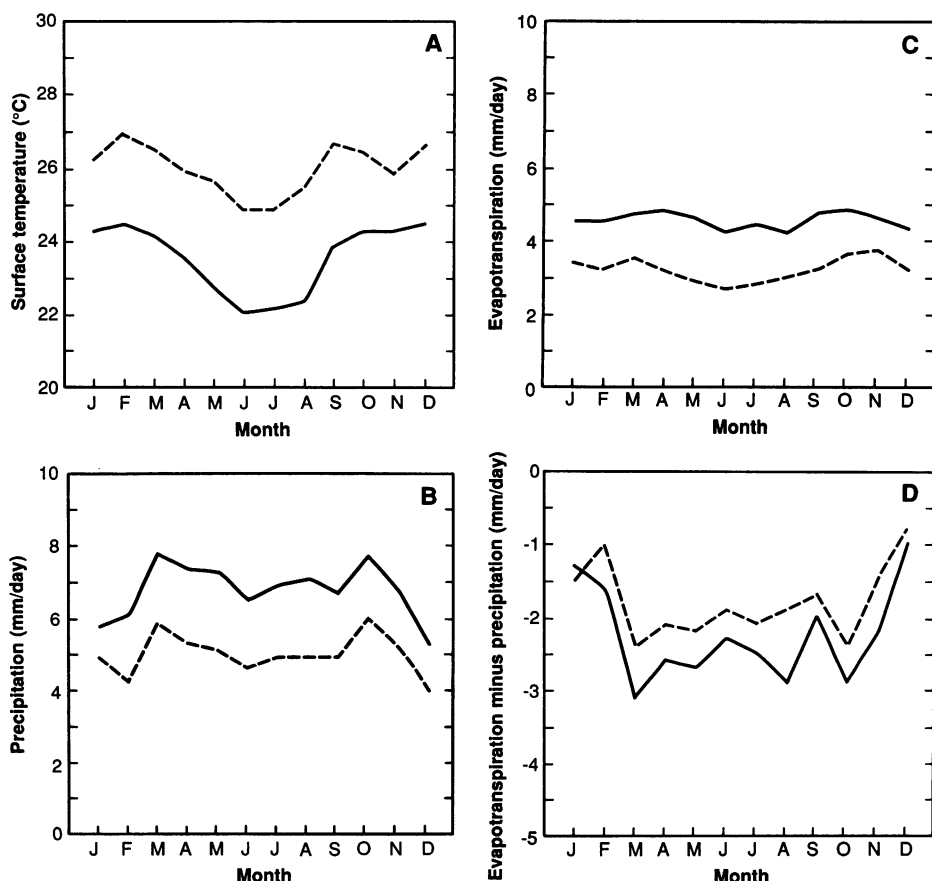 A
Surface temperature (°C)
30
28
26
24
22
20
J F M A M J J A S O N D
Month
C
Evapotranspiration (mm/day)
10
8
6
4
2
0
J F M A M J J A S O N D
Month
B
Precipitation (mm/day)
10
8
6
4
2
0
J F M A M J J A S O N D
Month
D
Evapotranspiration minus precipitation (mm/day)
-0
-1
-2
-3
-4
-5
J F M A M J J A S O N D
Month